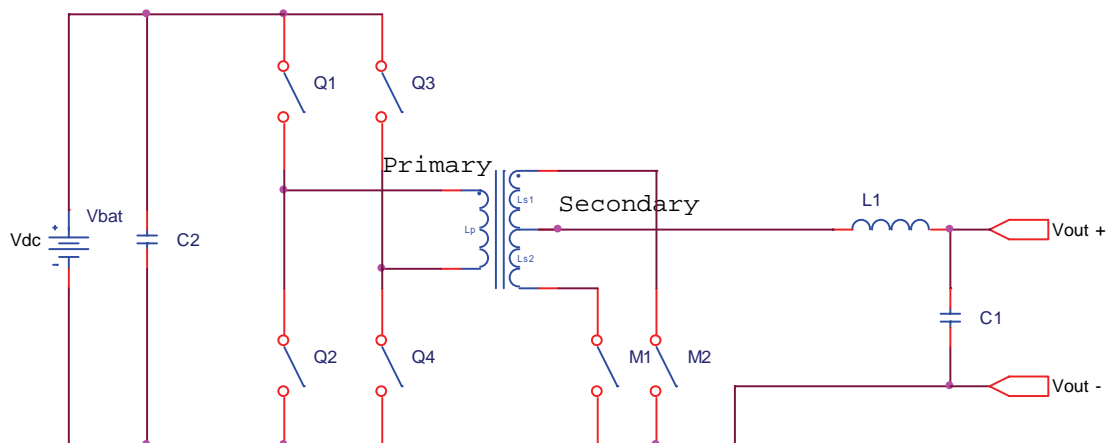 Q1
Q3
Primary
Ls1
Secondary
L1
Vbat
+
Vdc
-
C2
Lp
Ls2
Vout +
C1
Q2
Q4
M1
M2
Vout -